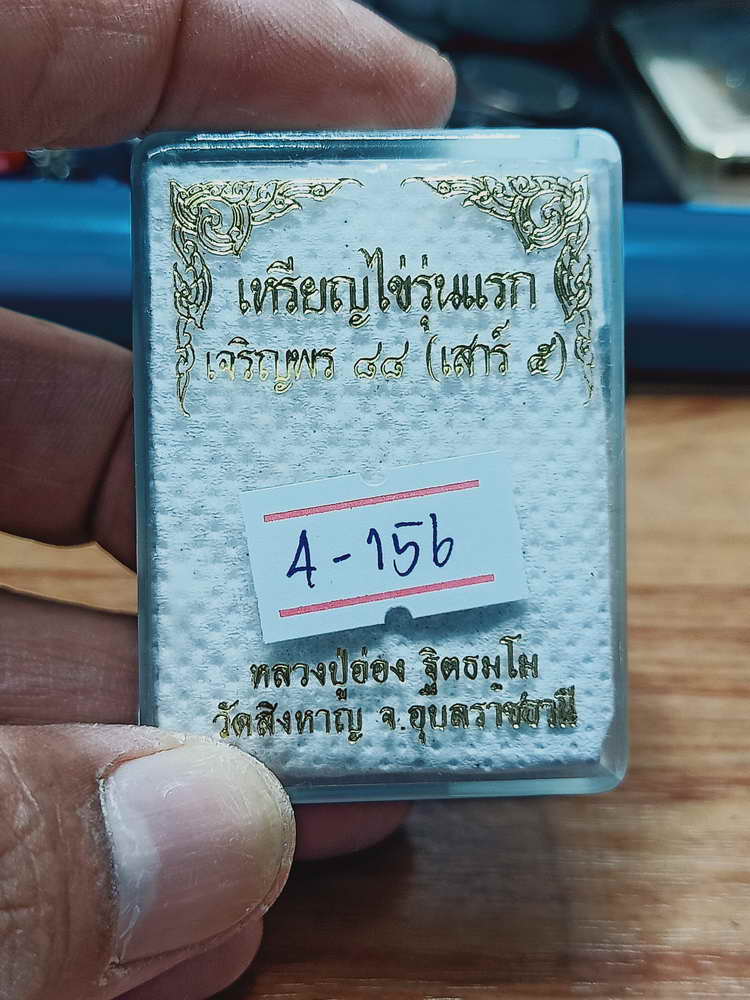 เหรียญไข่รุ่นแรก
เจริญพร ๘๘ (เสาร์ ๕)
4-156
หลวงปู่อ่อง ฐิตธมฺโม
วัดสิงหาญ จ.อุบลราชธานี